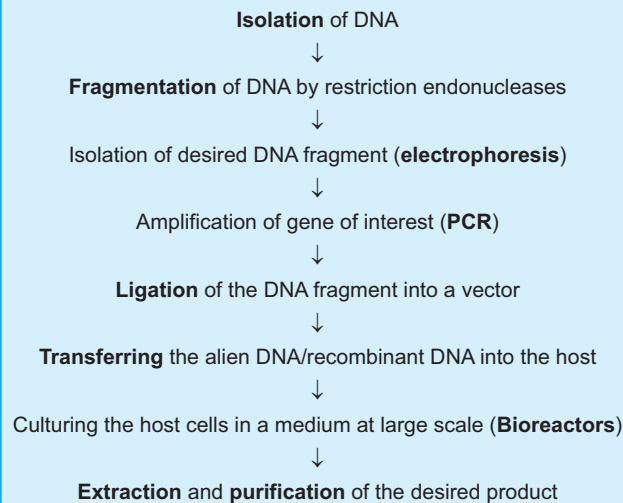 Isolation of DNA
↓
Fragmentation of DNA by restriction endonucleases
↓
Isolation of desired DNA fragment (electrophoresis)
↓
Amplification of gene of interest (PCR)
↓
Ligation of the DNA fragment into a vector
↓
Transferring the alien DNA/recombinant DNA into the host
↓
Culturing the host cells in a medium at large scale (Bioreactors)
↓
Extraction and purification of the desired product